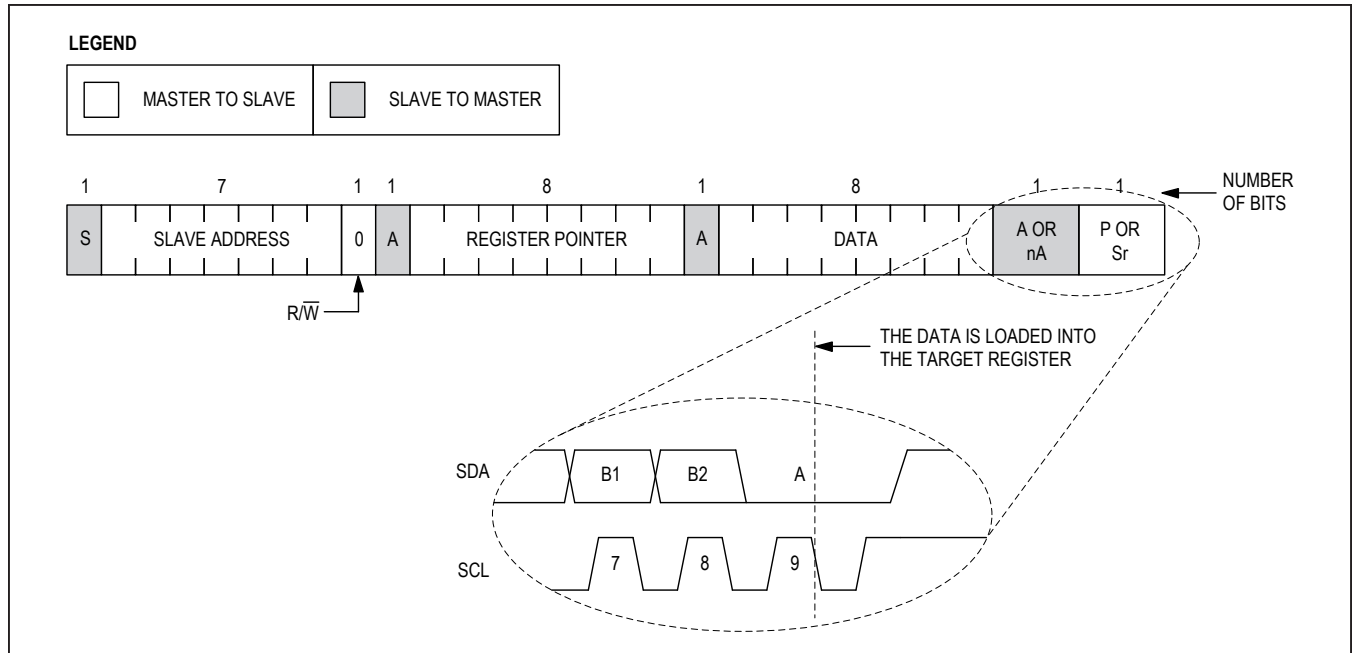 LEGEND
MASTER TO SLAVE
SLAVE TO MASTER
1 7 1 1 8 1 8 1 1
NUMBER
OF BITS
S SLAVE ADDRESS 0 A REGISTER POINTER A DATA A OR
nA P OR
Sr
R/W̅
THE DATA IS LOADED INTO
THE TARGET REGISTER
SDA B1 B2 A
SCL 7 8 9